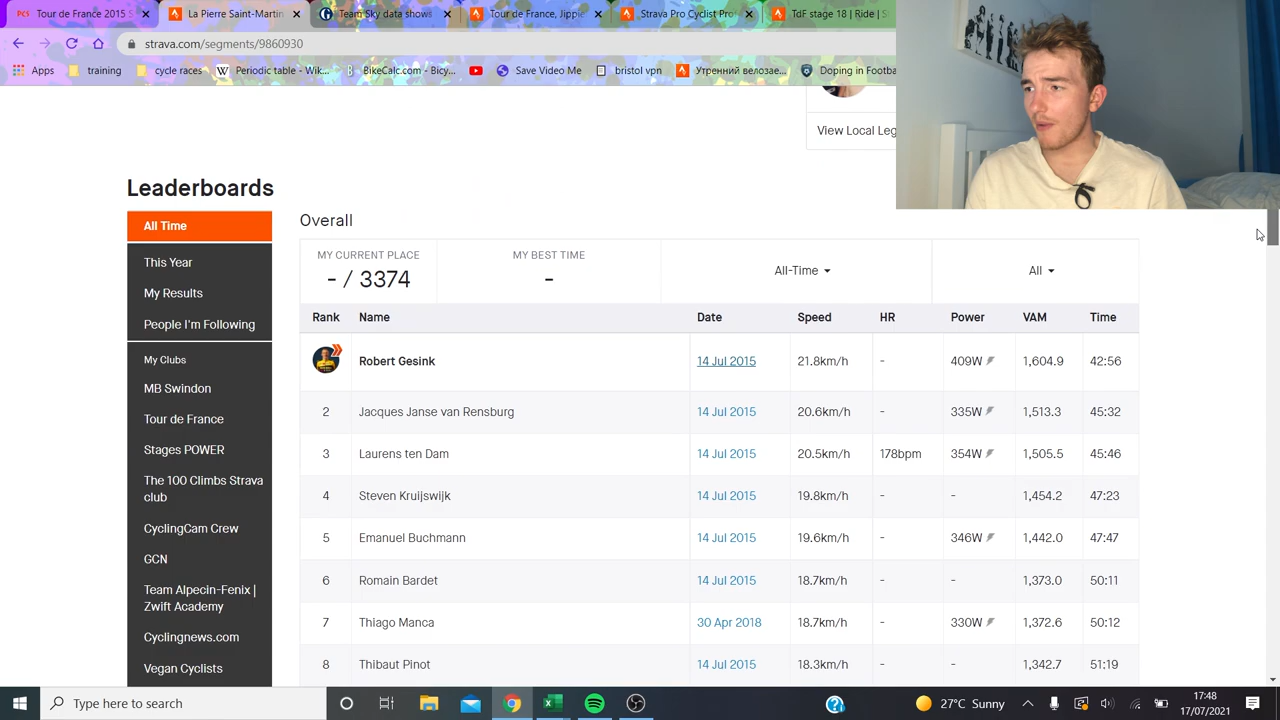 Tour de 2015 S
La Pierre Saint-Martin
Team Sky data shows
Tour de France, Jippie
Strava Pro Cyclist Pro
TdF stage 18 | Ride | S
strava.com/segments/9860930
Apps training cycle races Periodic table - Wik... BikeCalc.com - Bicy... Save Video Me bristol vpn Утренний велозае... Doping in Footba
View Local Leg
Leaderboards
All Time
This Year
My Results
People I'm Following
My Clubs
MB Swindon
Tour de France
Stages POWER
The 100 Climbs Strava
club
CyclingCam Crew
GCN
Team Alpecin-Fenix |
Zwift Academy
Cyclingnews.com
Vegan Cyclists
Overall
MY CURRENT PLACE
- / 3374
MY BEST TIME
-
All-Time
All
Rank Name Date Speed HR Power VAM Time
Robert Gesink 14 Jul 2015 21.8km/h - 409W 1,604.9 42:56
2 Jacques Janse van Rensburg 14 Jul 2015 20.6km/h - 335W 1,513.3 45:32
3 Laurens ten Dam 14 Jul 2015 20.5km/h 178bpm 354W 1,505.5 45:46
4 Steven Kruijswijk 14 Jul 2015 19.8km/h - - 1,454.2 47:23
5 Emanuel Buchmann 14 Jul 2015 19.6km/h - 346W 1,442.0 47:47
6 Romain Bardet 14 Jul 2015 18.7km/h - - 1,373.0 50:11
7 Thiago Manca 30 Apr 2018 18.7km/h - 330W 1,372.6 50:12
8 Thibaut Pinot 14 Jul 2015 18.3km/h - - 1,342.7 51:19
Type here to search
27°C Sunny
17:48
17/07/2021